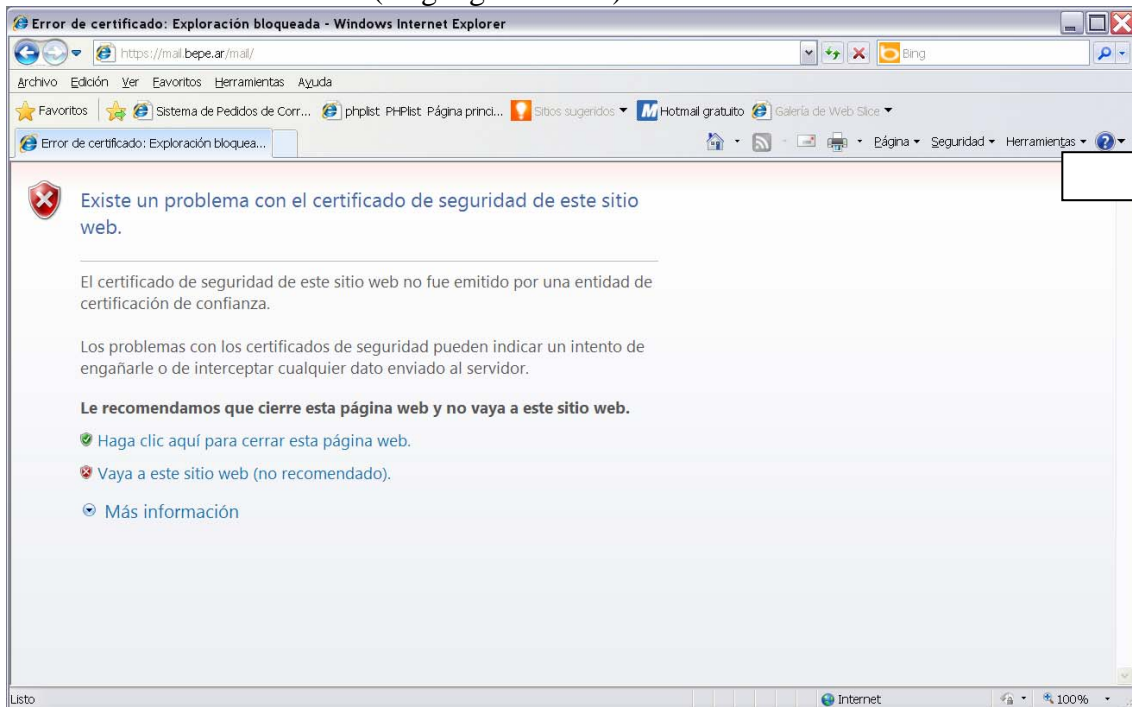 Error de certificado: Exploración bloqueada - Windows Internet Explorer
https://mail.bepe.ar/mail/
Bing
Archivo Edición Ver Favoritos Herramientas Ayuda
Favoritos Sistema de Pedidos de Corr... phplist PHPlist Página princi... Sitios sugeridos Hotmail gratuito Galería de Web Slice
Error de certificado: Exploración bloquea... Página Seguridad Herramientas
Existe un problema con el certificado de seguridad de este sitio
web.
El certificado de seguridad de este sitio web no fue emitido por una entidad de
certificación de confianza.
Los problemas con los certificados de seguridad pueden indicar un intento de
engañarle o de interceptar cualquier dato enviado al servidor.
Le recomendamos que cierre esta página web y no vaya a este sitio web.
Haga clic aquí para cerrar esta página web.
Vaya a este sitio web (no recomendado).
Más información
Listo Internet 100%